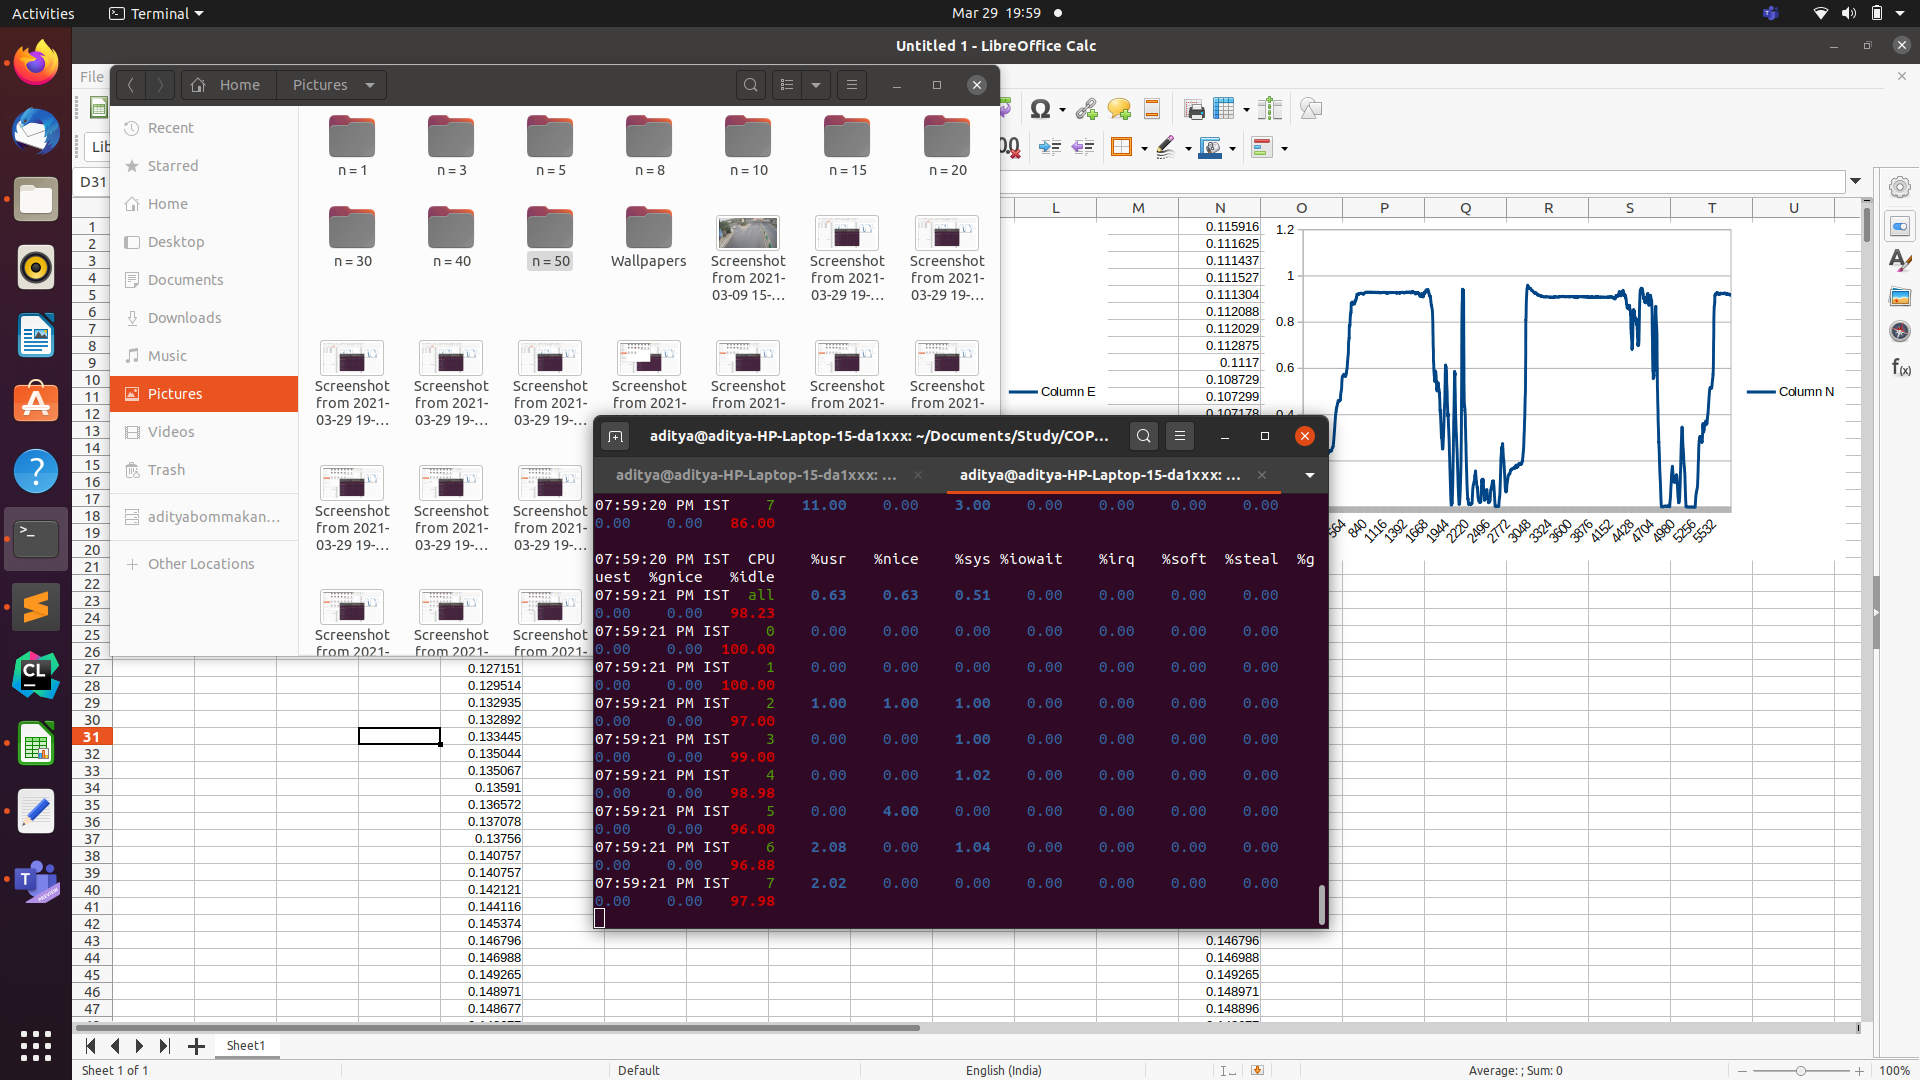 Activities
Terminal
Mar 29 19:59
Untitled 1 - LibreOffice Calc
File
Home
Pictures
Lib
D31
Recent
Starred
Home
Desktop
Documents
Downloads
Music
Pictures
Videos
Trash
adityabommakan...
Other Locations
n = 1 n = 3 n = 5 n = 8 n = 10 n = 15 n = 20
n = 30 n = 40 n = 50 Wallpapers
Screenshot from 2021-03-09 15-...
Screenshot from 2021-03-29 19-...
Screenshot from 2021-03-29 19-...
Screenshot from 2021-03-29 19-...
Screenshot from 2021-03-29 19-...
Screenshot from 2021-03-29 19-...
Screenshot from 2021-
Screenshot from 2021-
Screenshot from 2021-
Screenshot from 2021-
Screenshot from 2021-03-29 19-...
Screenshot from 2021-03-29 19-...
Screenshot from 2021-03-29 19-...
Screenshot from 2021-
Screenshot from 2021-
Screenshot from 2021-
L M N O P Q R S T U
1
2
3
4
5
6
7
8
9
10
11
12
13
14
15
16
17
18
19
20
21
22
23
24
25
26
27 0.127151
28 0.129514
29 0.132935
30 0.132892
31 0.133445
32 0.135044
33 0.135067
34 0.13591
35 0.136572
36 0.137078
37 0.13756
38 0.140757
39 0.140757
40 0.142121
41 0.144116
42 0.145374
43 0.146796
44 0.146988
45 0.149265
46 0.148971
47 0.148677
0.115916
0.111625
0.111437
0.111527
0.111304
0.112088
0.112029
0.112875
0.1117
0.108729
0.107299
0.107178
0.146796
0.146988
0.149265
0.148971
0.148896
Column E
1.2
1
0.8
0.6
0.4
564 840 1116 1392 1668 1944 2220 2496 2772 3048 3324 3600 3876 4152 4428 4704 4980 5256 5532
Column N
aditya@aditya-HP-Laptop-15-da1xxx: ~/Documents/Study/COP...
aditya@aditya-HP-Laptop-15-da1xxx: ...
aditya@aditya-HP-Laptop-15-da1xxx: ...
07:59:20 PM IST 7 11.00 0.00 3.00 0.00 0.00 0.00 0.00
0.00 0.00 86.00
07:59:20 PM IST CPU %usr %nice %sys %iowait %irq %soft %steal %g
uest %gnice %idle
07:59:21 PM IST all 0.63 0.63 0.51 0.00 0.00 0.00 0.00
0.00 0.00 98.23
07:59:21 PM IST 0 0.00 0.00 0.00 0.00 0.00 0.00 0.00
0.00 0.00 100.00
07:59:21 PM IST 1 0.00 0.00 0.00 0.00 0.00 0.00 0.00
0.00 0.00 100.00
07:59:21 PM IST 2 1.00 1.00 1.00 0.00 0.00 0.00 0.00
0.00 0.00 97.00
07:59:21 PM IST 3 0.00 0.00 1.00 0.00 0.00 0.00 0.00
0.00 0.00 99.00
07:59:21 PM IST 4 0.00 0.00 1.02 0.00 0.00 0.00 0.00
0.00 0.00 98.98
07:59:21 PM IST 5 0.00 4.00 0.00 0.00 0.00 0.00 0.00
0.00 0.00 96.00
07:59:21 PM IST 6 2.08 0.00 1.04 0.00 0.00 0.00 0.00
0.00 0.00 96.88
07:59:21 PM IST 7 2.02 0.00 0.00 0.00 0.00 0.00 0.00
0.00 0.00 97.98
Sheet1
Sheet 1 of 1
Default
English (India)
Average: ; Sum: 0
100%